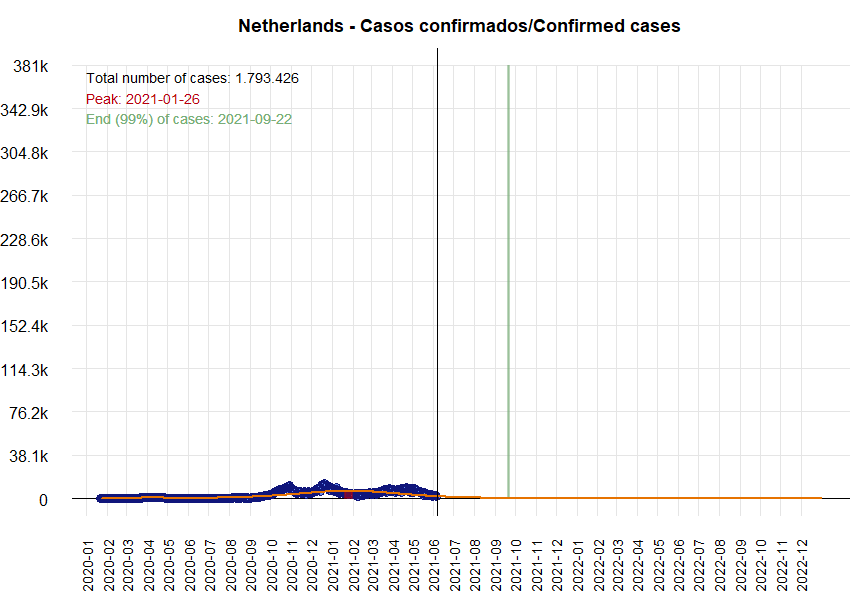 Netherlands - Casos confirmados/Confirmed cases
381k
342.9k
304.8k
266.7k
228.6k
190.5k
152.4k
114.3k
76.2k
38.1k
0
Total number of cases: 1.793.426
Peak: 2021-01-26
End (99%) of cases: 2021-09-22
2020-01
2020-02
2020-03
2020-04
2020-05
2020-06
2020-07
2020-08
2020-09
2020-10
2020-11
2020-12
2021-01
2021-02
2021-03
2021-04
2021-05
2021-06
2021-07
2021-08
2021-09
2021-10
2021-11
2021-12
2022-01
2022-02
2022-03
2022-04
2022-05
2022-06
2022-07
2022-08
2022-09
2022-10
2022-11
2022-12